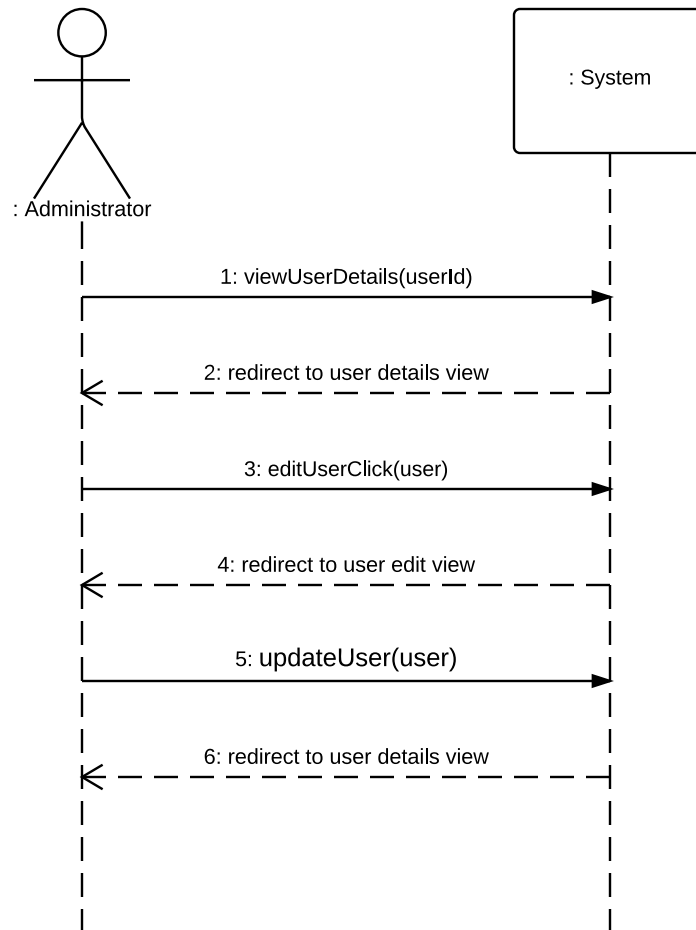 : System
: Administrator
1: viewUserDetails(userId)
2: redirect to user details view
3: editUserClick(user)
4: redirect to user edit view
5: updateUser(user)
6: redirect to user details view